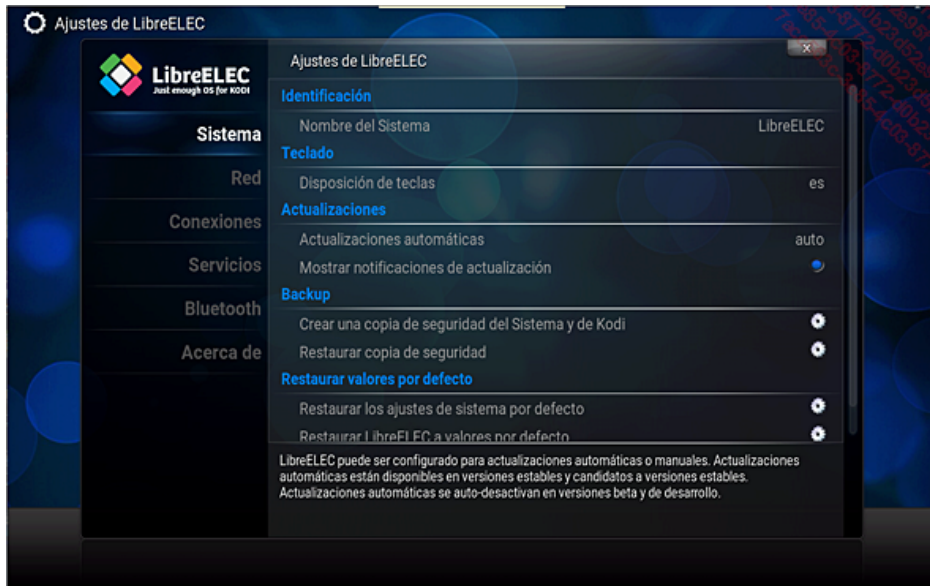 Ajustes de LibreELEC
LibreELEC
Just enough OS for KODI
Sistema
Red
Conexiones
Servicios
Bluetooth
Acerca de
Ajustes de LibreELEC
Identificación
Nombre del Sistema LibreELEC
Teclado
Disposición de teclas es
Actualizaciones
Actualizaciones automáticas auto
Mostrar notificaciones de actualización
Backup
Crear una copia de seguridad del Sistema y de Kodi
Restaurar copia de seguridad
Restaurar valores por defecto
Restaurar los ajustes de sistema por defecto
Restaurar LibreELEC a valores por defecto
LibreELEC puede ser configurado para actualizaciones automáticas o manuales. Actualizaciones
automáticas están disponibles en versiones estables y candidatos a versiones estables.
Actualizaciones automáticas se auto-desactivan en versiones beta y de desarrollo.